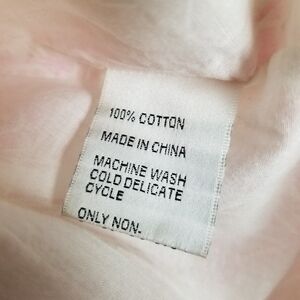 100% COTTON
MADE IN CHINA
MACHINE WASH
COLD DELICATE
CYCLE
ONLY NON.